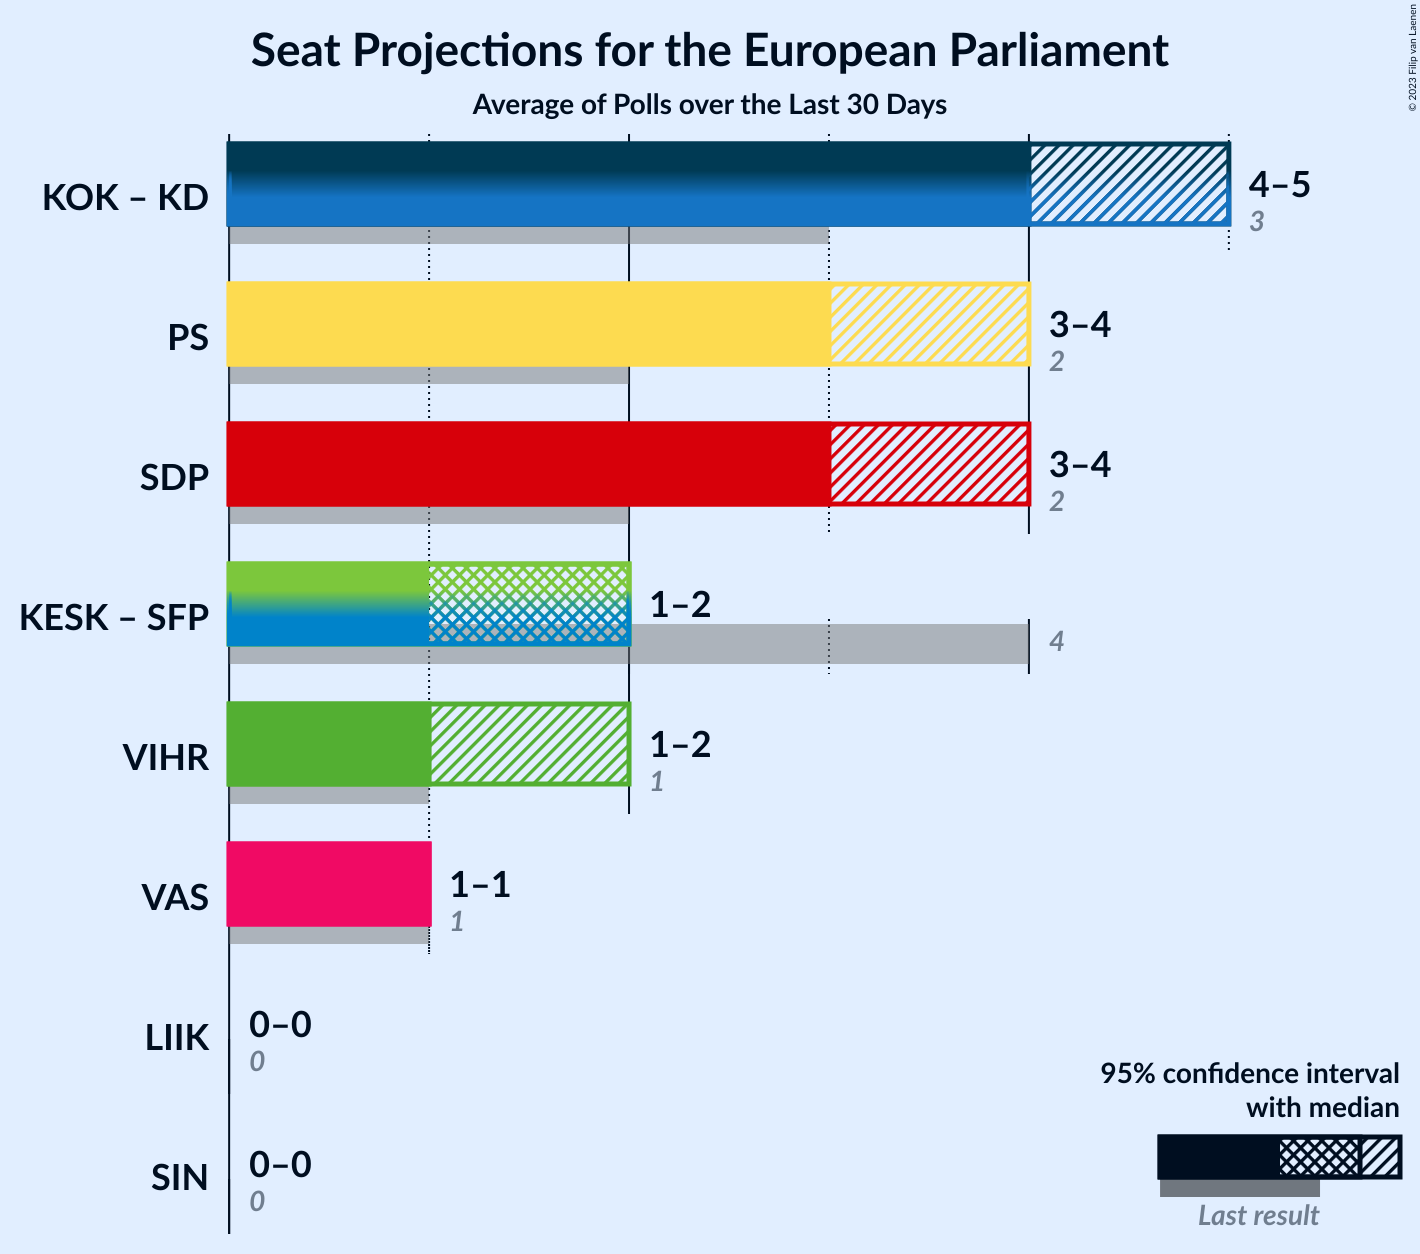 Seat Projections for the European Parliament
Average of Polls over the Last 30 Days
© 2023 Filip van Laenen
KOK – KD
4–5
3
PS
3–4
2
SDP
3–4
2
KESK – SFP
1–2
4
VIHR
1–2
1
VAS
1–1
1
LIIK
0–0
0
SIN
0–0
0
95% confidence interval
with median
Last result